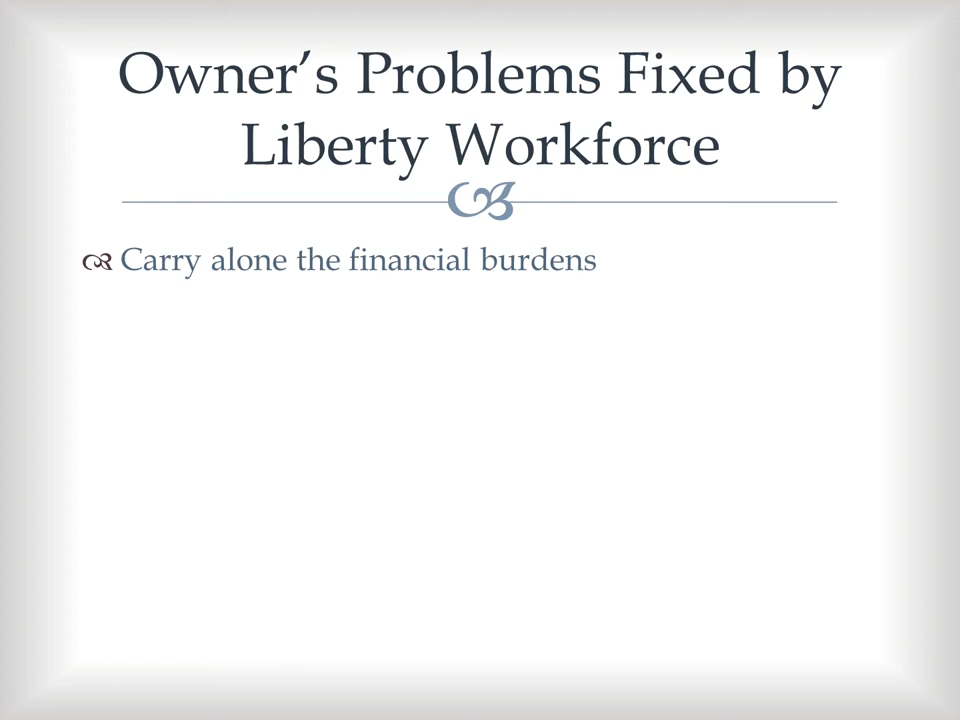 Owner’s Problems Fixed by
Liberty Workforce
Carry alone the financial burdens